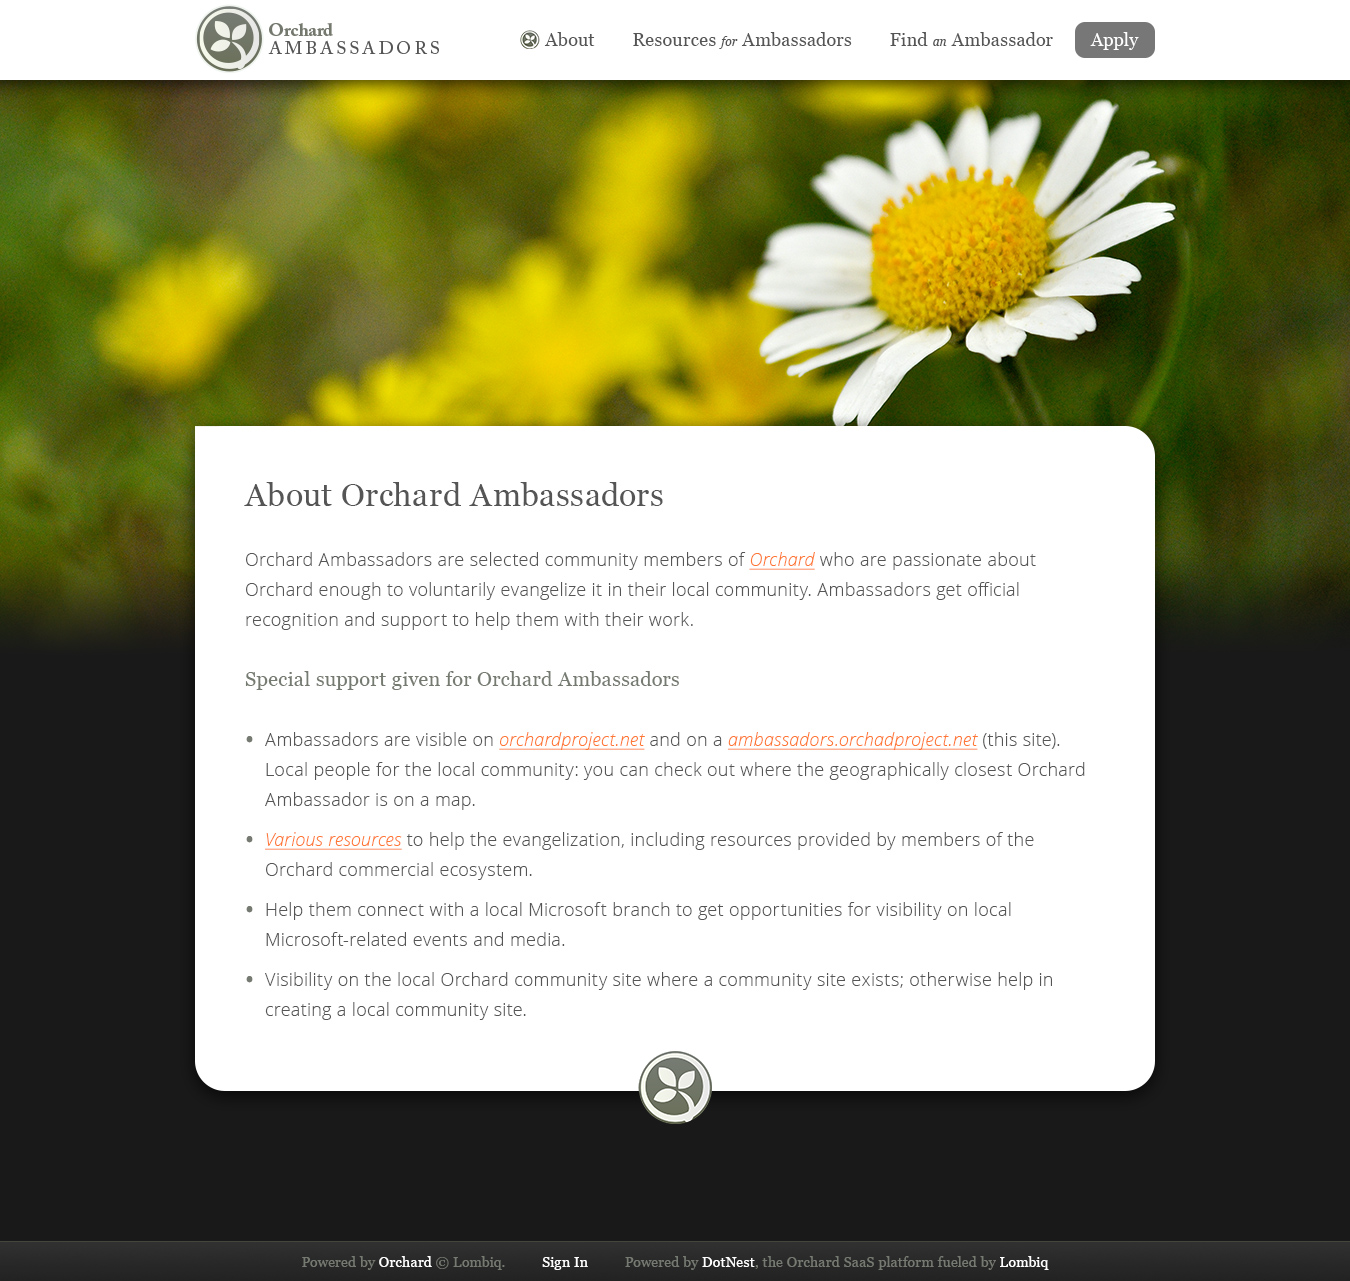 Orchard
AMBASSADORS
About
Resources for Ambassadors
Find an Ambassador
Apply
About Orchard Ambassadors
Orchard Ambassadors are selected community members of Orchard who are passionate about
Orchard enough to voluntarily evangelize it in their local community. Ambassadors get official
recognition and support to help them with their work.
Special support given for Orchard Ambassadors
• Ambassadors are visible on orchardproject.net and on a ambassadors.orchadproject.net (this site).
Local people for the local community: you can check out where the geographically closest Orchard
Ambassador is on a map.
• Various resources to help the evangelization, including resources provided by members of the
Orchard commercial ecosystem.
• Help them connect with a local Microsoft branch to get opportunities for visibility on local
Microsoft-related events and media.
• Visibility on the local Orchard community site where a community site exists; otherwise help in
creating a local community site.
Powered by Orchard © Lombiq.
Sign In
Powered by DotNest, the Orchard SaaS platform fueled by Lombiq